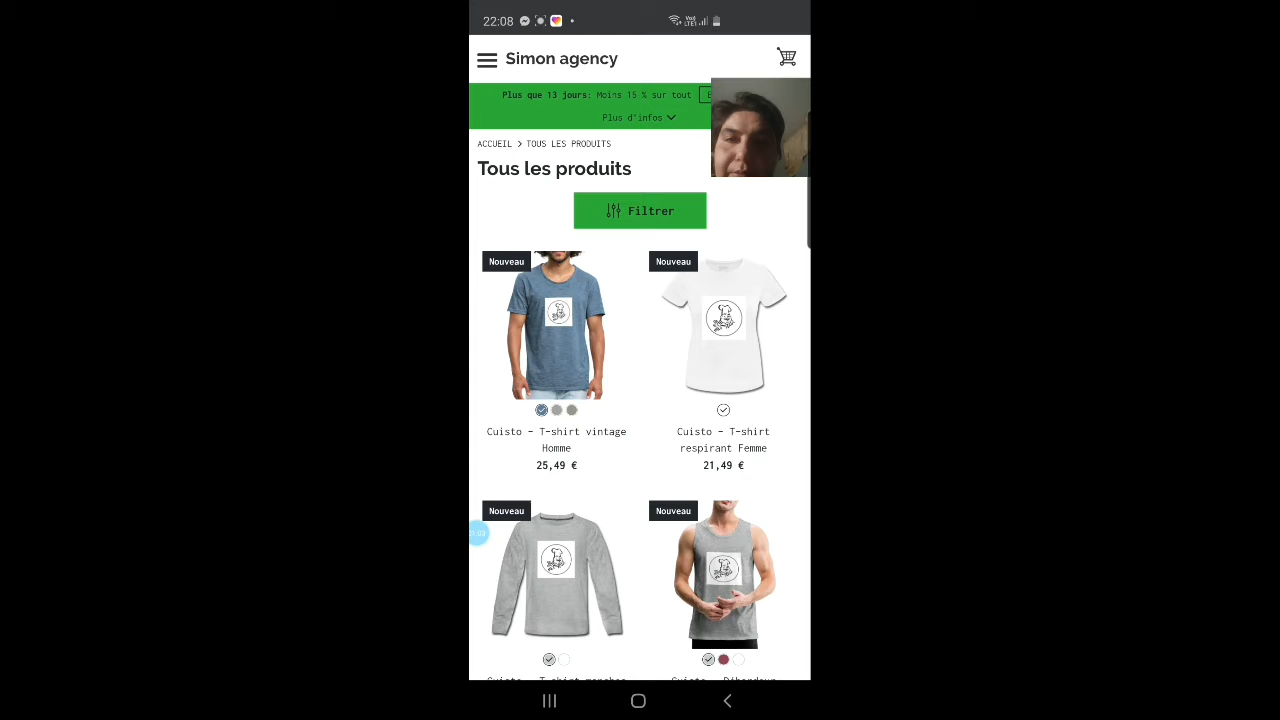 22:08
Simon agency
Plus que 13 jours: Moins 15 % sur tout
Plus d'infos
ACCUEIL > TOUS LES PRODUITS
Tous les produits
Filtrer
Nouveau
Nouveau
Cuisto - T-shirt vintage
Homme
25,49 €
Cuisto - T-shirt
respirant Femme
21,49 €
Nouveau
Nouveau